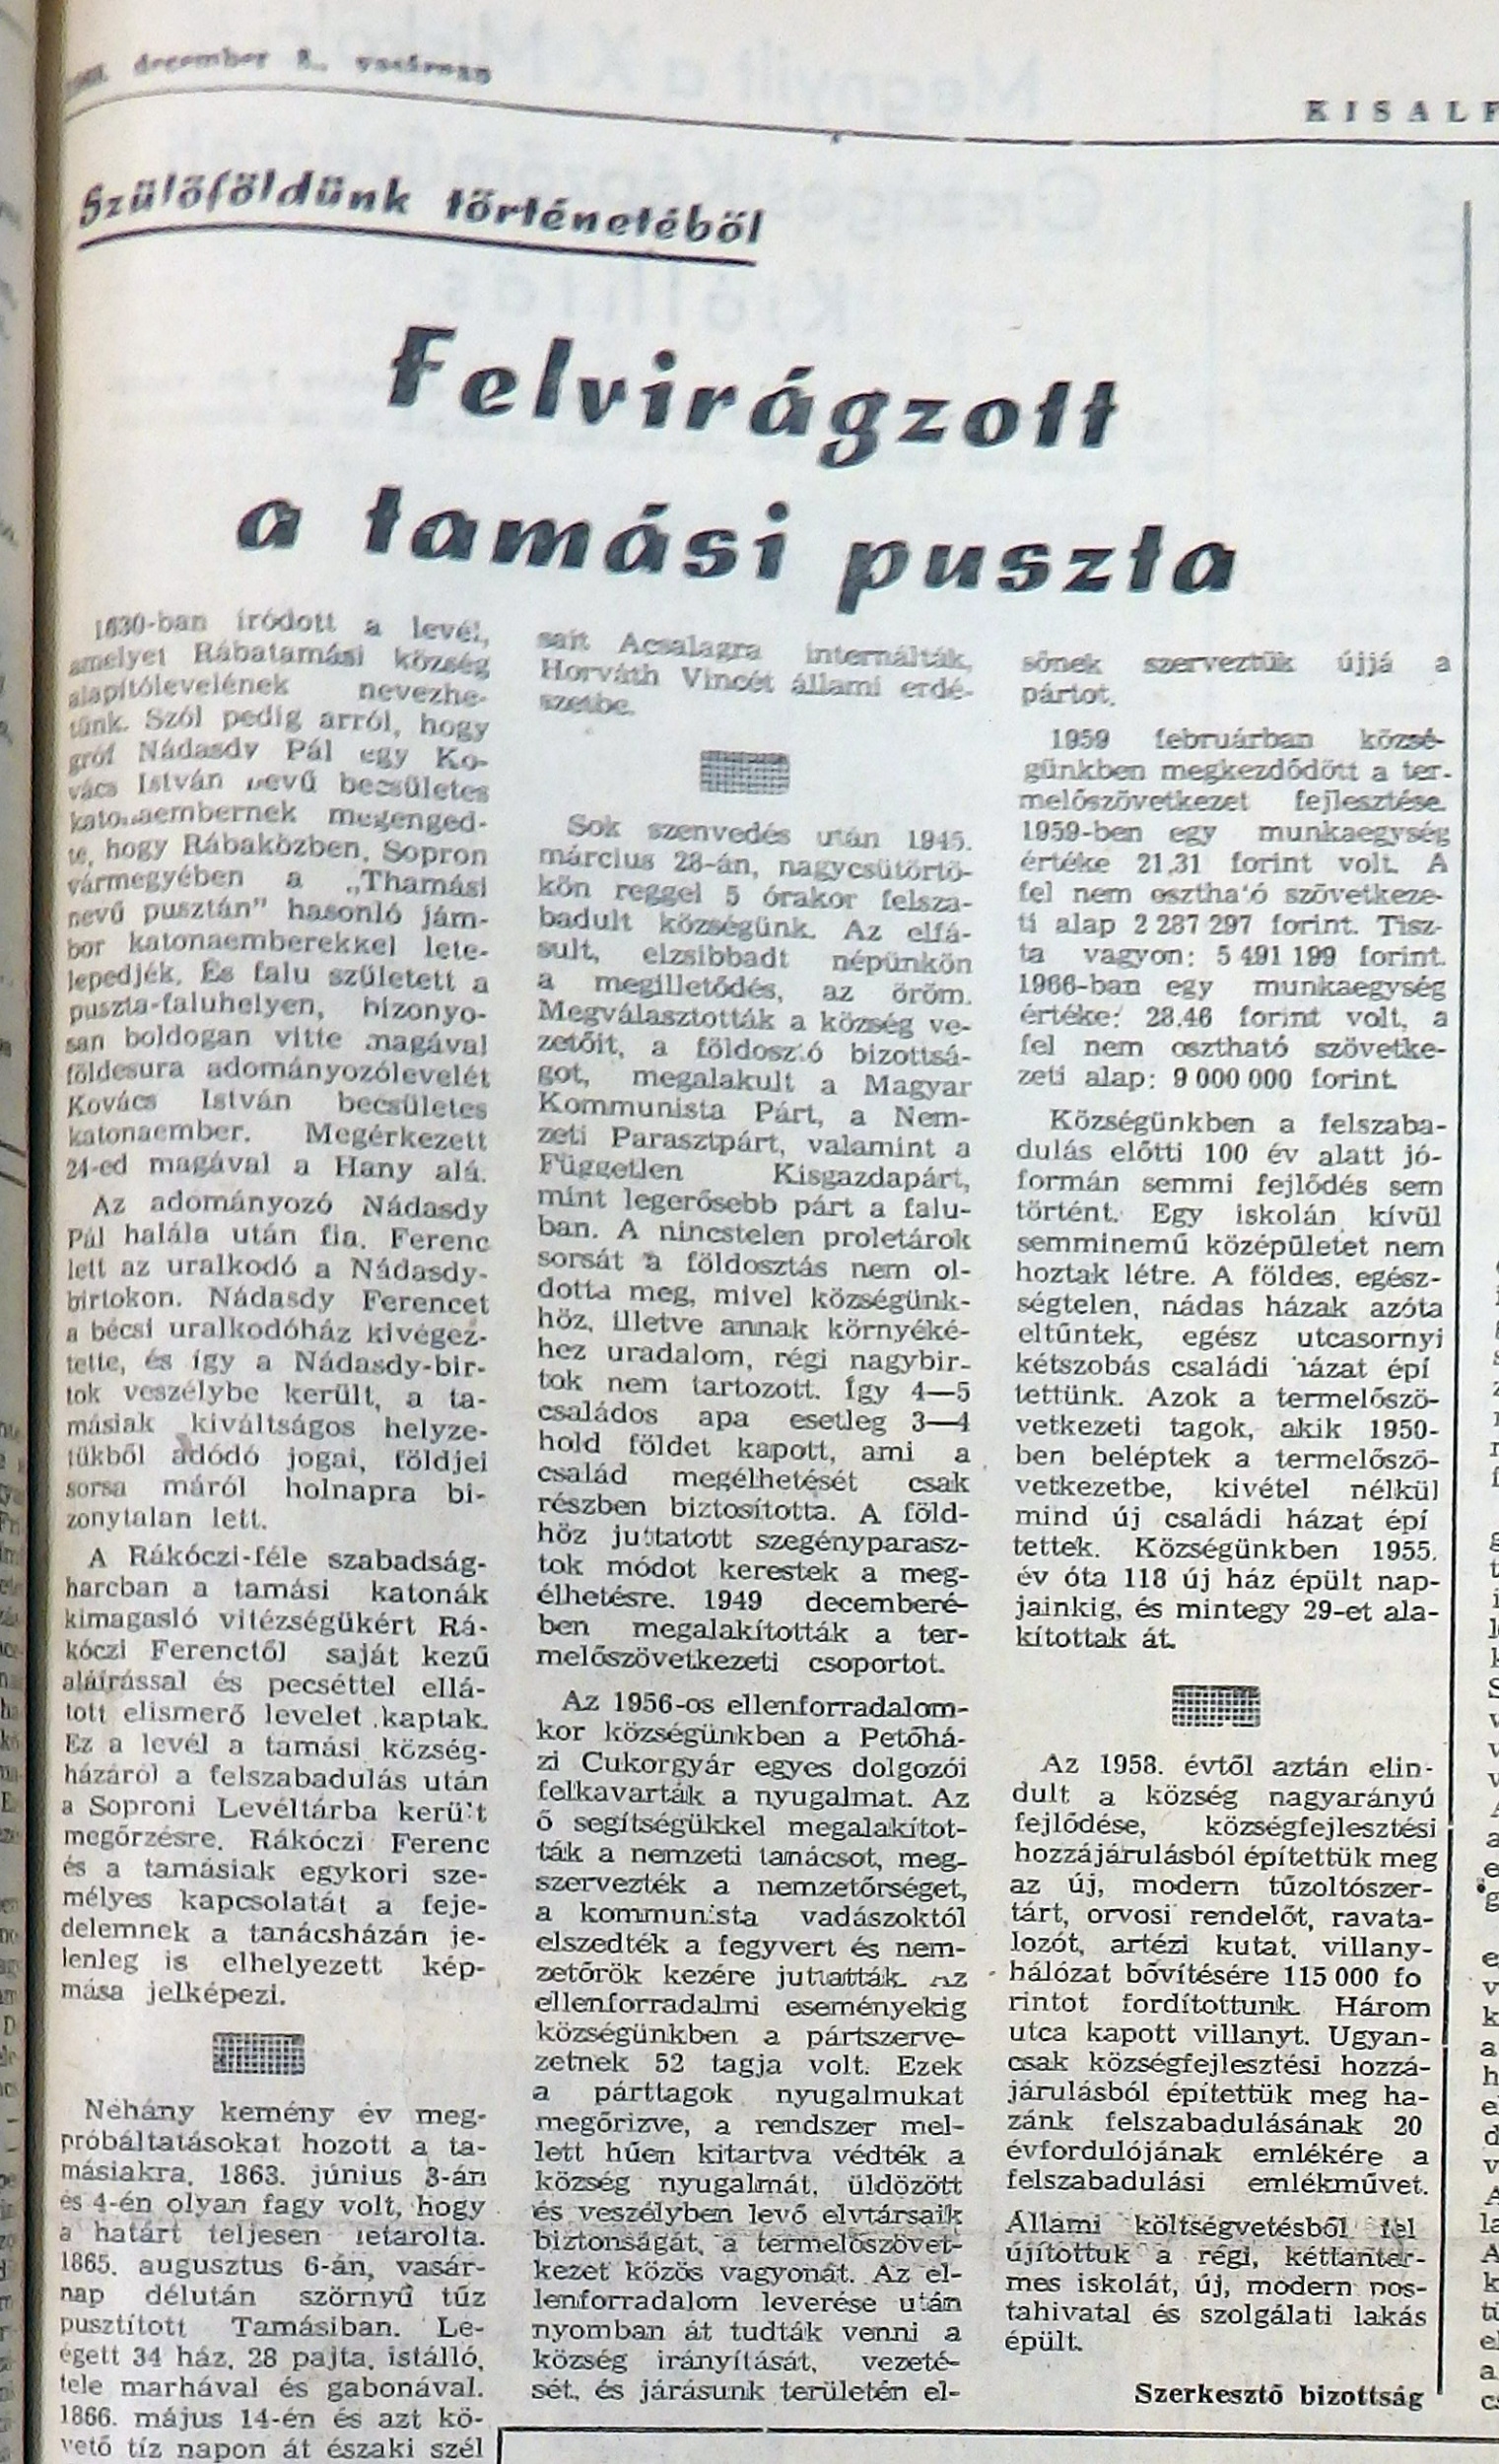 december 3., vasárnap
KISALF
Szülőföldünk történetéből
Felvirágzott
a tamási puszta
1630-ban íródott a levél,
amelyet Rábatamási község
alapítólevelének nevezhe-
tünk. Szól pedig arról, hogy
gróf Nádasdy Pál egy Ko-
vács István nevű becsületes
katonaembernek megenged-
te, hogy Rábaközben, Sopron
vármegyében a „Thamási
nevű pusztán” hasonló jám-
bor katonaemberekkel lete-
lepedjék. És falu született a
puszta-faluhelyen, bizonyo-
san boldogan vitte magával
földesura adományozólevelét
Kovács István becsületes
katonaember. Megérkezett
24-ed magával a Hany alá.
Az adományozó Nádasdy
Pál halála után fia, Ferenc
lett az uralkodó a Nádasdy-
birtokon. Nádasdy Ferencet
a bécsi uralkodóház kivégez-
tette, és így a Nádasdy-bir-
tok veszélybe került, a ta-
másiak kiváltságos helyze-
tükből adódó jogai, földjei
sorsa máról holnapra bi-
zonytalan lett.
A Rákóczi-féle szabadság-
harcban a tamási katonák
kimagasló vitézségükért Rá-
kóczi Ferenctől saját kezű
aláírással és pecséttel ellá-
tott elismerő levelet kaptak.
Ez a levél a tamási község-
házáról a felszabadulás után
a Soproni Levéltárba került
megőrzésre. Rákóczi Ferenc
és a tamásiak egykori sze-
mélyes kapcsolatát a feje-
delemnek a tanácsházán je-
lenleg is elhelyezett kép-
mása jelképezi.
Néhány kemény év meg-
próbáltatásokat hozott a ta-
másiakra. 1863. június 3-án
és 4-én olyan fagy volt, hogy
a határt teljesen letarolta.
1865. augusztus 6-án, vasár-
nap délután szörnyű tűz
pusztított Tamásiban. Le-
égett 34 ház, 28 pajta, istálló,
tele marhával és gabonával.
1866. május 14-én és azt kö-
vető tíz napon át északi szél
sait Acsalagra internálták,
Horváth Vincét állami erdé-
szetbe.
Sok szenvedés után 1945.
március 28-án, nagycsütörtö-
kön reggel 5 órakor felsza-
badult községünk. Az elfá-
sult, elzsibbadt népünkön
a megilletődés, az öröm.
Megválasztották a község ve-
zetőit, a földosztó bizottsá-
got, megalakult a Magyar
Kommunista Párt, a Nem-
zeti Parasztpárt, valamint a
Független Kisgazdapárt,
mint legerősebb párt a falu-
ban. A nincstelen proletárok
sorsát a földosztás nem ol-
dotta meg, mivel községünk-
höz, illetve annak környéké-
hez uradalom, régi nagybir-
tok nem tartozott. Így 4—5
családos apa esetleg 3—4
hold földet kapott, ami a
család megélhetését csak
részben biztosította. A föld-
höz juttatott szegényparasz-
tok módot kerestek a meg-
élhetésre. 1949 decemberé-
ben megalakították a ter-
melőszövetkezeti csoportot.
Az 1956-os ellenforradalom-
kor községünkben a Petőhá-
zi Cukorgyár egyes dolgozói
felkavarták a nyugalmat. Az
ő segítségükkel megalakítot-
ták a nemzeti tanácsot, meg-
szervezték a nemzetőrséget,
a kommunista vadászoktól
elszedték a fegyvert és nem-
zetőrök kezére juttatták. Az
ellenforradalmi eseményekig
községünkben a pártszerve-
zetnek 52 tagja volt. Ezek
a párttagok nyugalmukat
megőrizve, a rendszer mel-
lett hűen kitartva védték a
község nyugalmát, üldözött
és veszélyben levő elvtársaik
biztonságát, a termelőszövet-
kezet közös vagyonát. Az el-
lenforradalom leverése után
nyomban át tudták venni a
község irányítását, vezeté-
sét, és járásunk területén el-
sőnek szerveztük újjá a
pártot.
1959 februárban közsé-
günkben megkezdődött a ter-
melőszövetkezet fejlesztése.
1959-ben egy munkaegység
értéke 21,31 forint volt. A
fel nem osztható szövetkeze-
ti alap 2 287 297 forint. Tisz-
ta vagyon: 5 491 199 forint.
1966-ban egy munkaegység
értéke: 28.46 forint volt, a
fel nem osztható szövetke-
zeti alap: 9 000 000 forint.
Községünkben a felszaba-
dulás előtti 100 év alatt jó-
formán semmi fejlődés sem
történt. Egy iskolán kívül
semminemű középületet nem
hoztak létre. A földes, egész-
ségtelen, nádas házak azóta
eltűntek, egész utcasornyi
kétszobás családi házat épí
tettünk. Azok a termelőszö-
vetkezeti tagok, akik 1950-
ben beléptek a termelőszö-
vetkezetbe, kivétel nélkül
mind új családi házat épí
tettek. Községünkben 1955.
év óta 118 új ház épült nap-
jainkig, és mintegy 29-et ala-
kítottak át.
Az 1958. évtől aztán elin-
dult a község nagyarányú
fejlődése, községfejlesztési
hozzájárulásból építettük meg
az új, modern tűzoltószer-
tárt, orvosi rendelőt, ravata-
lozót, artézi kutat, villany-
hálózat bővítésére 115 000 fo
rintot fordítottunk. Három
utca kapott villanyt. Ugyan-
csak községfejlesztési hozzá-
járulásból építettük meg ha-
zánk felszabadulásának 20
évfordulójának emlékére a
felszabadulási emlékművet.
Állami költségvetésből fel
újítottuk a régi, kéttanter-
mes iskolát, új, modern pos-
tahivatal és szolgálati lakás
épült.
Szerkesztő bizottság